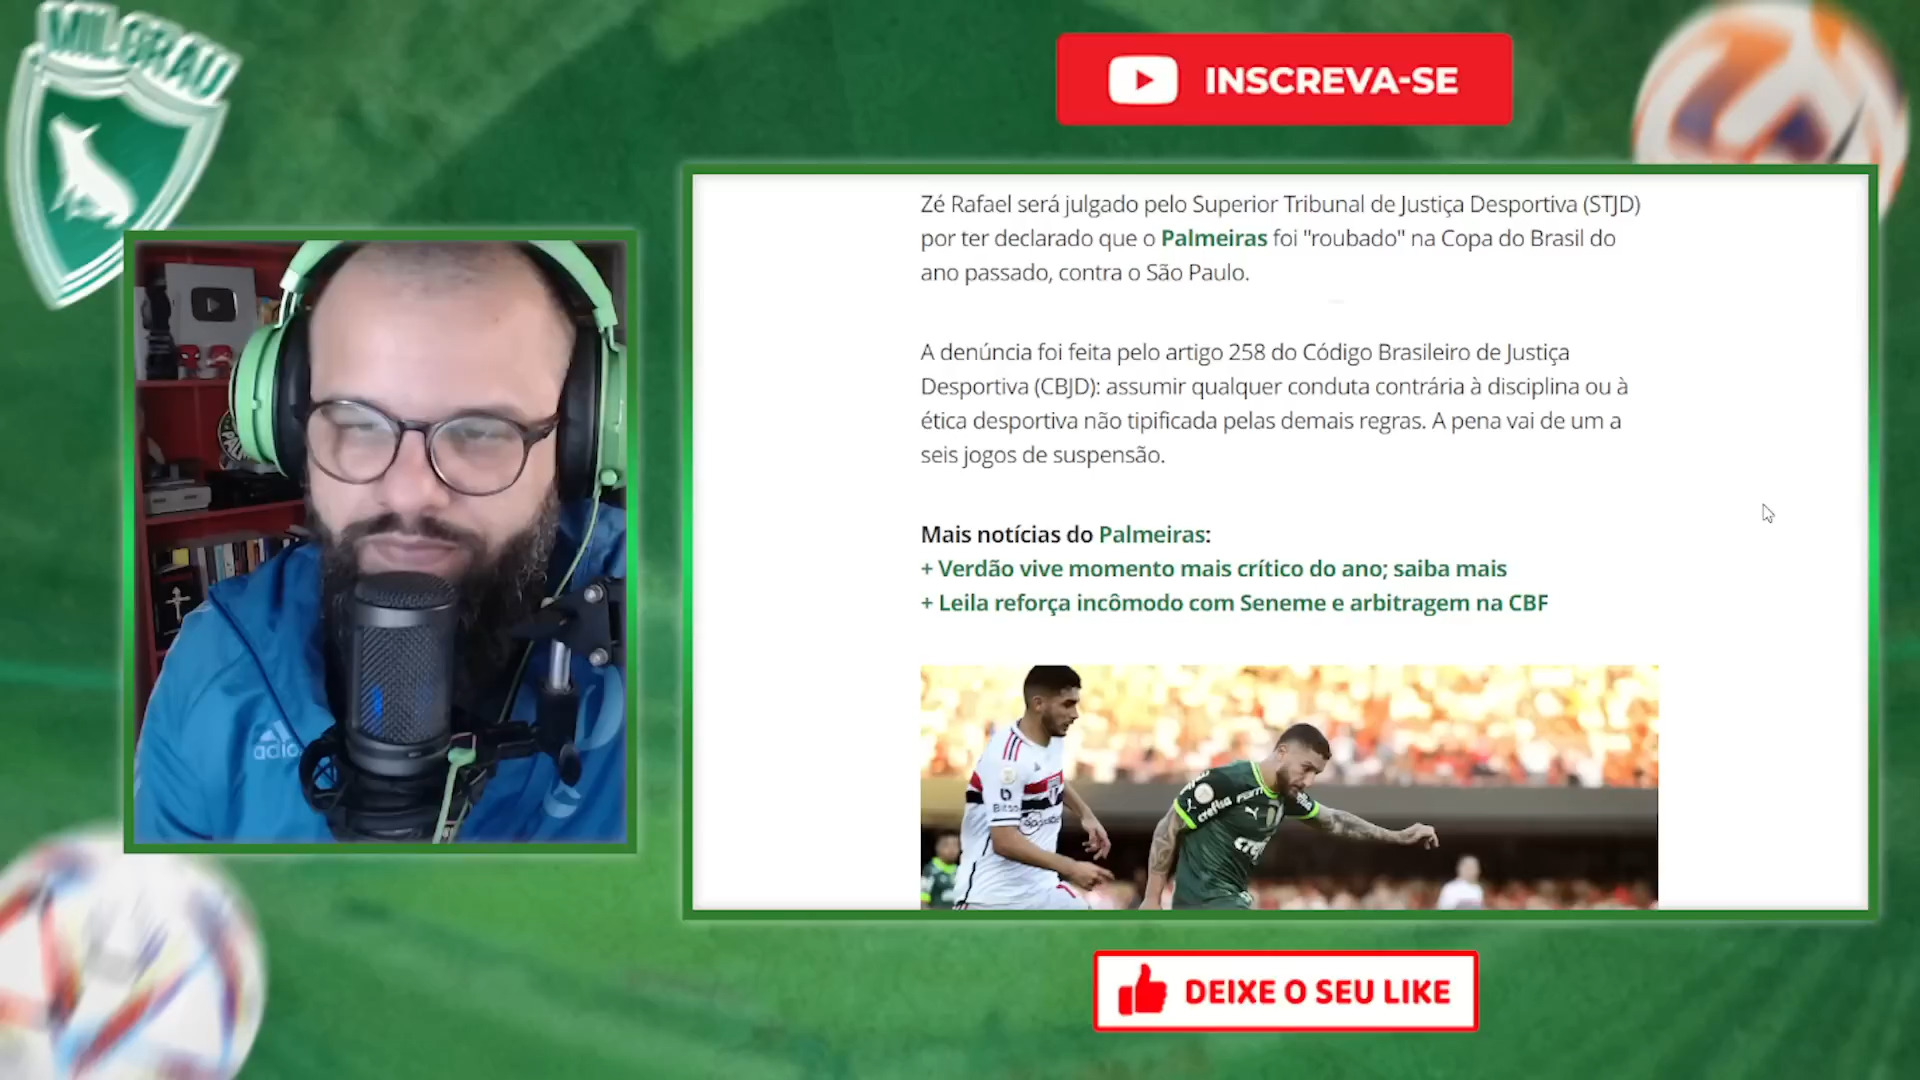 MIL GRAU
INSCREVA-SE
Zé Rafael será julgado pelo Superior Tribunal de Justiça Desportiva (STJD)
por ter declarado que o Palmeiras foi "roubado" na Copa do Brasil do
ano passado, contra o São Paulo.
A denúncia foi feita pelo artigo 258 do Código Brasileiro de Justiça
Desportiva (CBJD): assumir qualquer conduta contrária à disciplina ou à
ética desportiva não tipificada pelas demais regras. A pena vai de um a
seis jogos de suspensão.
Mais notícias do Palmeiras:
+ Verdão vive momento mais crítico do ano; saiba mais
+ Leila reforça incômodo com Seneme e arbitragem na CBF
crefisa
DEIXE O SEU LIKE